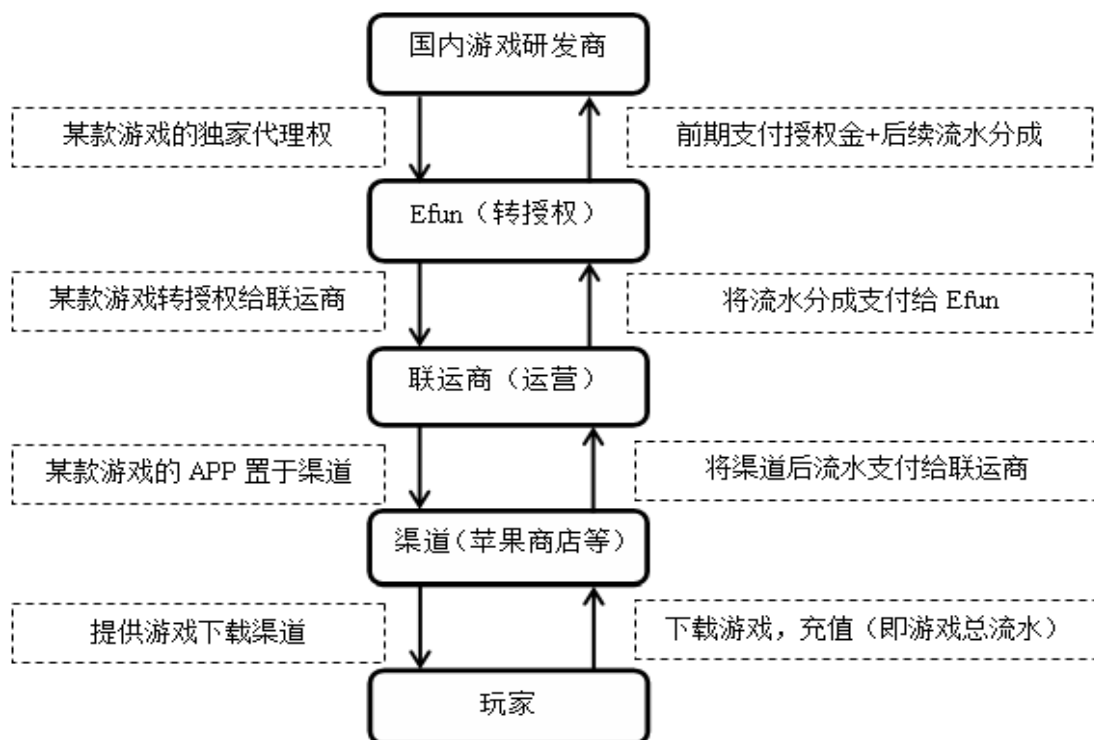 国内游戏研发商
某款游戏的独家代理权
前期支付授权金+后续流水分成
Efun（转授权）
某款游戏转授权给联运商
将流水分成支付给 Efun
联运商（运营）
某款游戏的 APP 置于渠道
将渠道后流水支付给联运商
渠道（苹果商店等）
提供游戏下载渠道
下载游戏，充值（即游戏总流水）
玩家